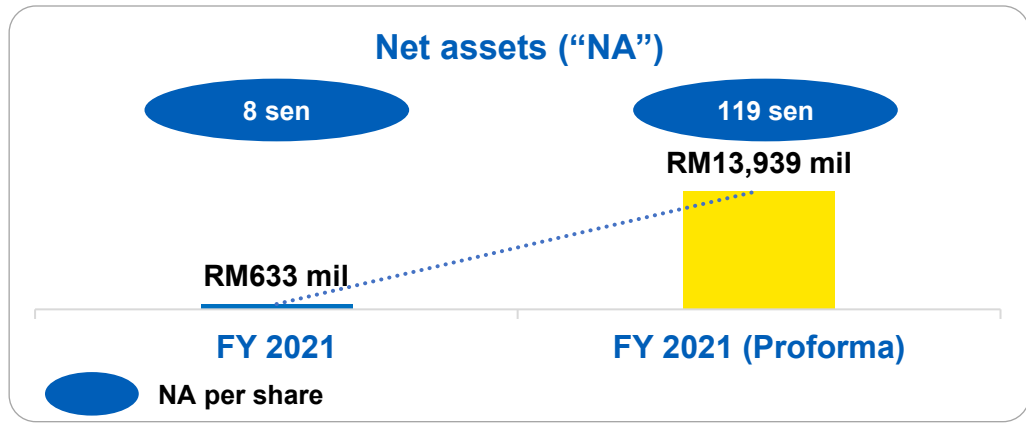 Net assets (“NA”)
8 sen
119 sen
RM13,939 mil
RM633 mil
FY 2021
FY 2021 (Proforma)
NA per share